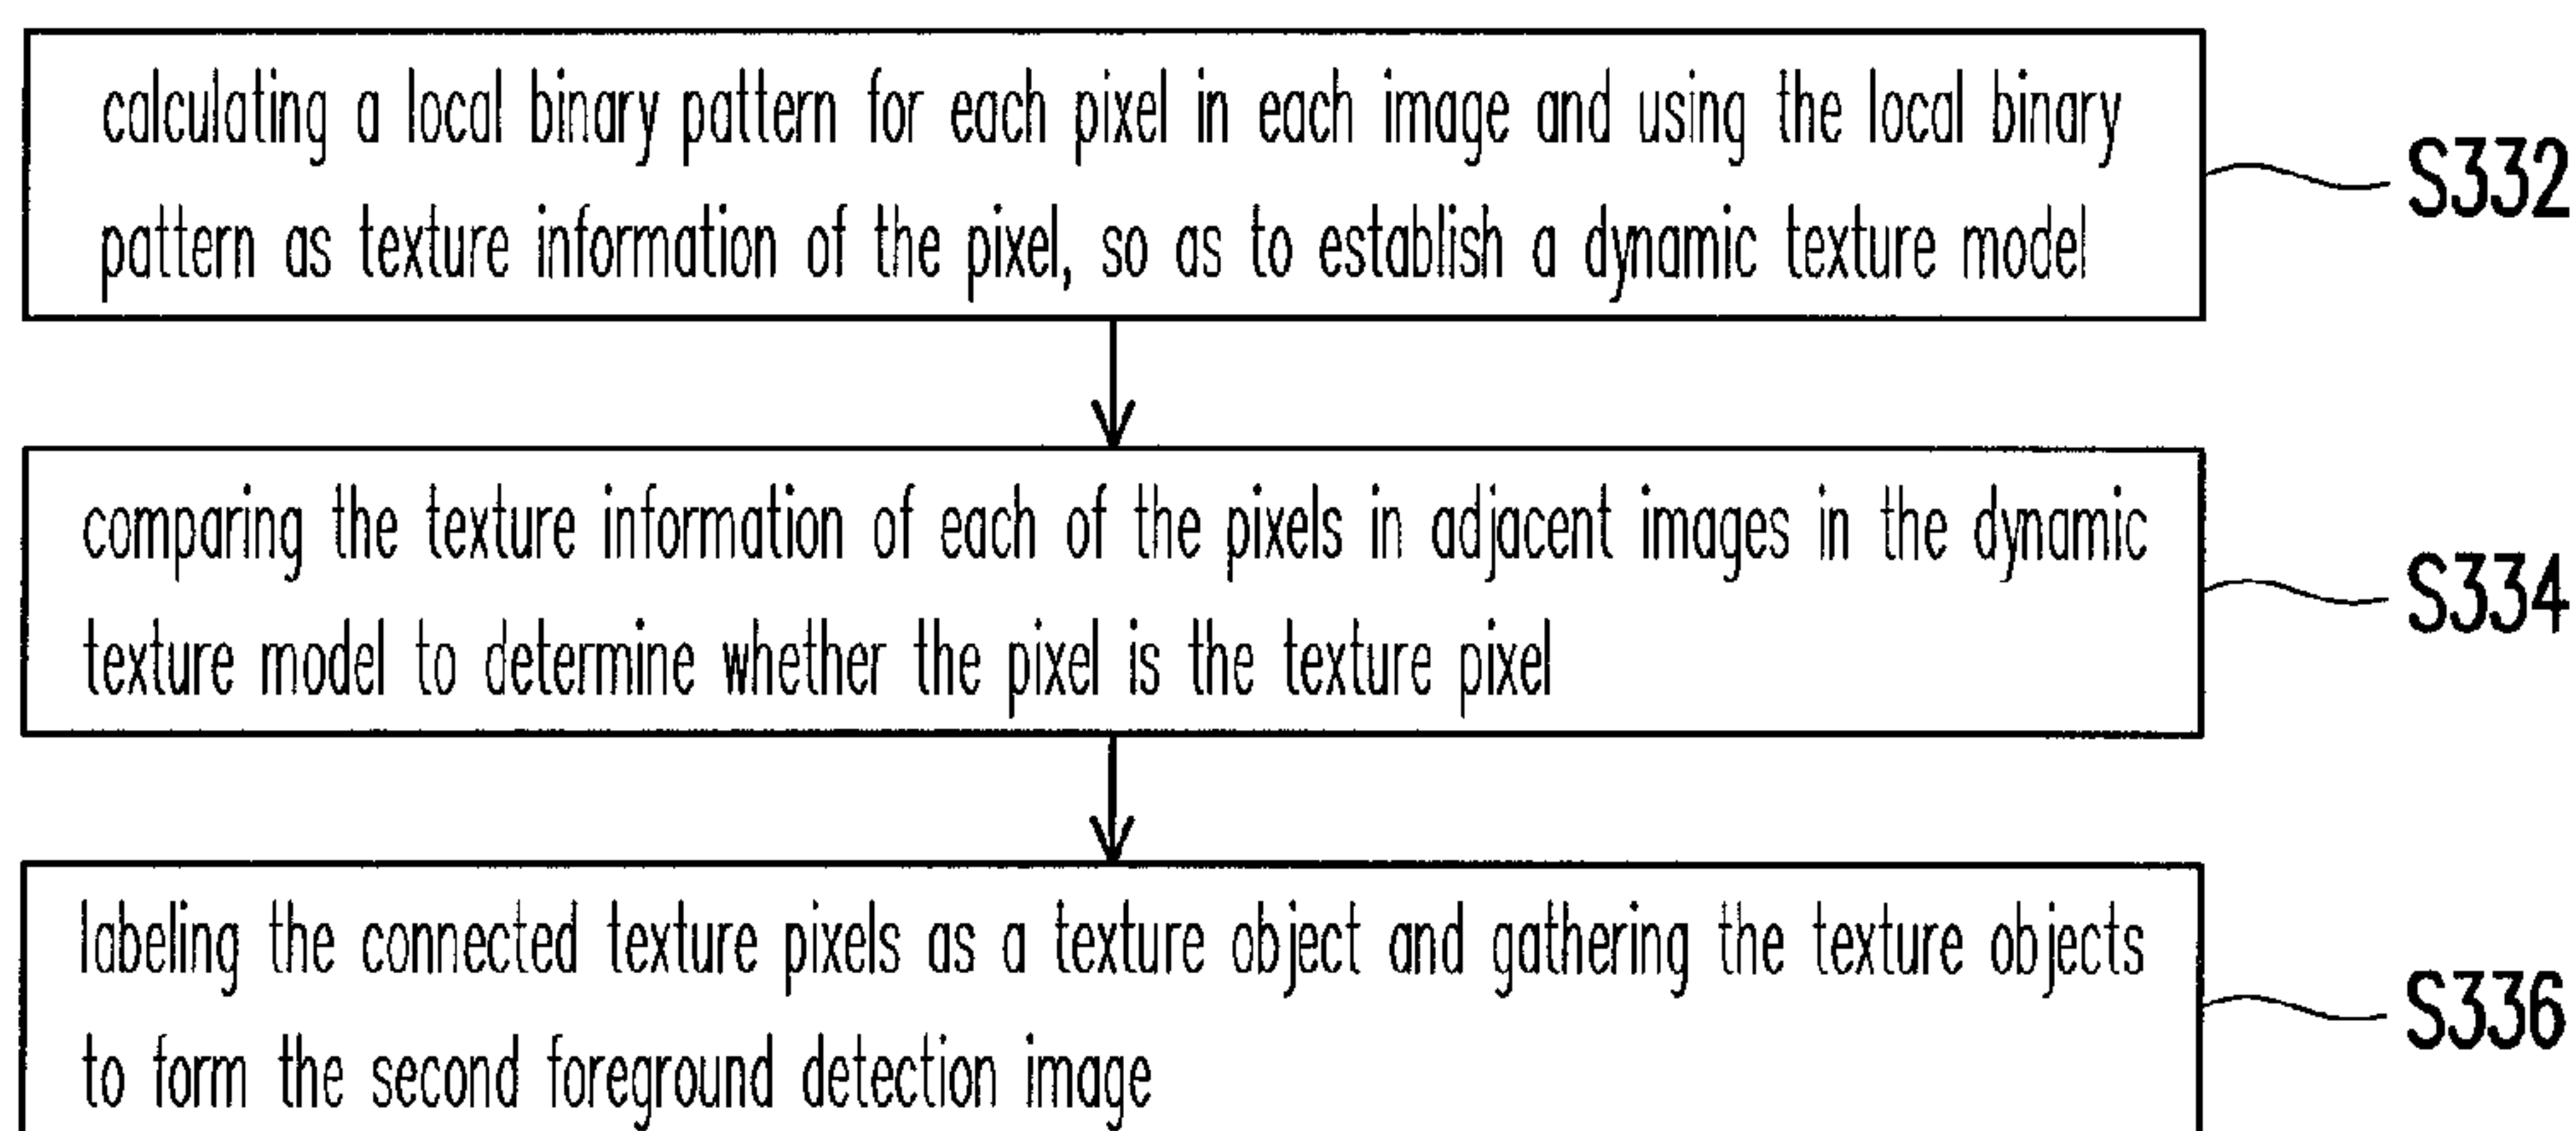 calculating a local binary pattern for each pixel in each image and using the local binary
pattern as texture information of the pixel, so as to establish a dynamic texture model
S332
comparing the texture information of each of the pixels in adjacent images in the dynamic
texture model to determine whether the pixel is the texture pixel
S334
labeling the connected texture pixels as a texture object and gathering the texture objects
to form the second foreground detection image
S336